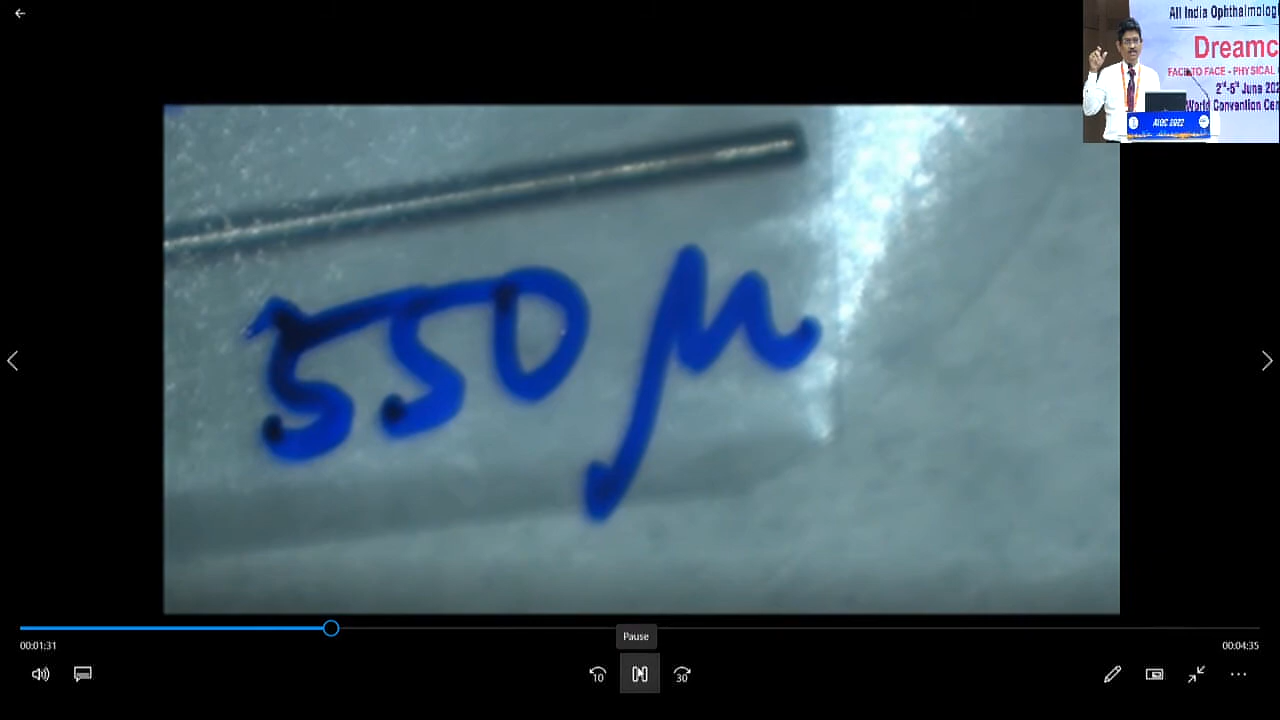 All India Ophthalmolog
Dreamc
FACE TO FACE - PHYSICAL
2nd-5th June 202
World Convention Cen
AIOC 2022
550 µ
Pause
00:01:31
00:04:35
10
30